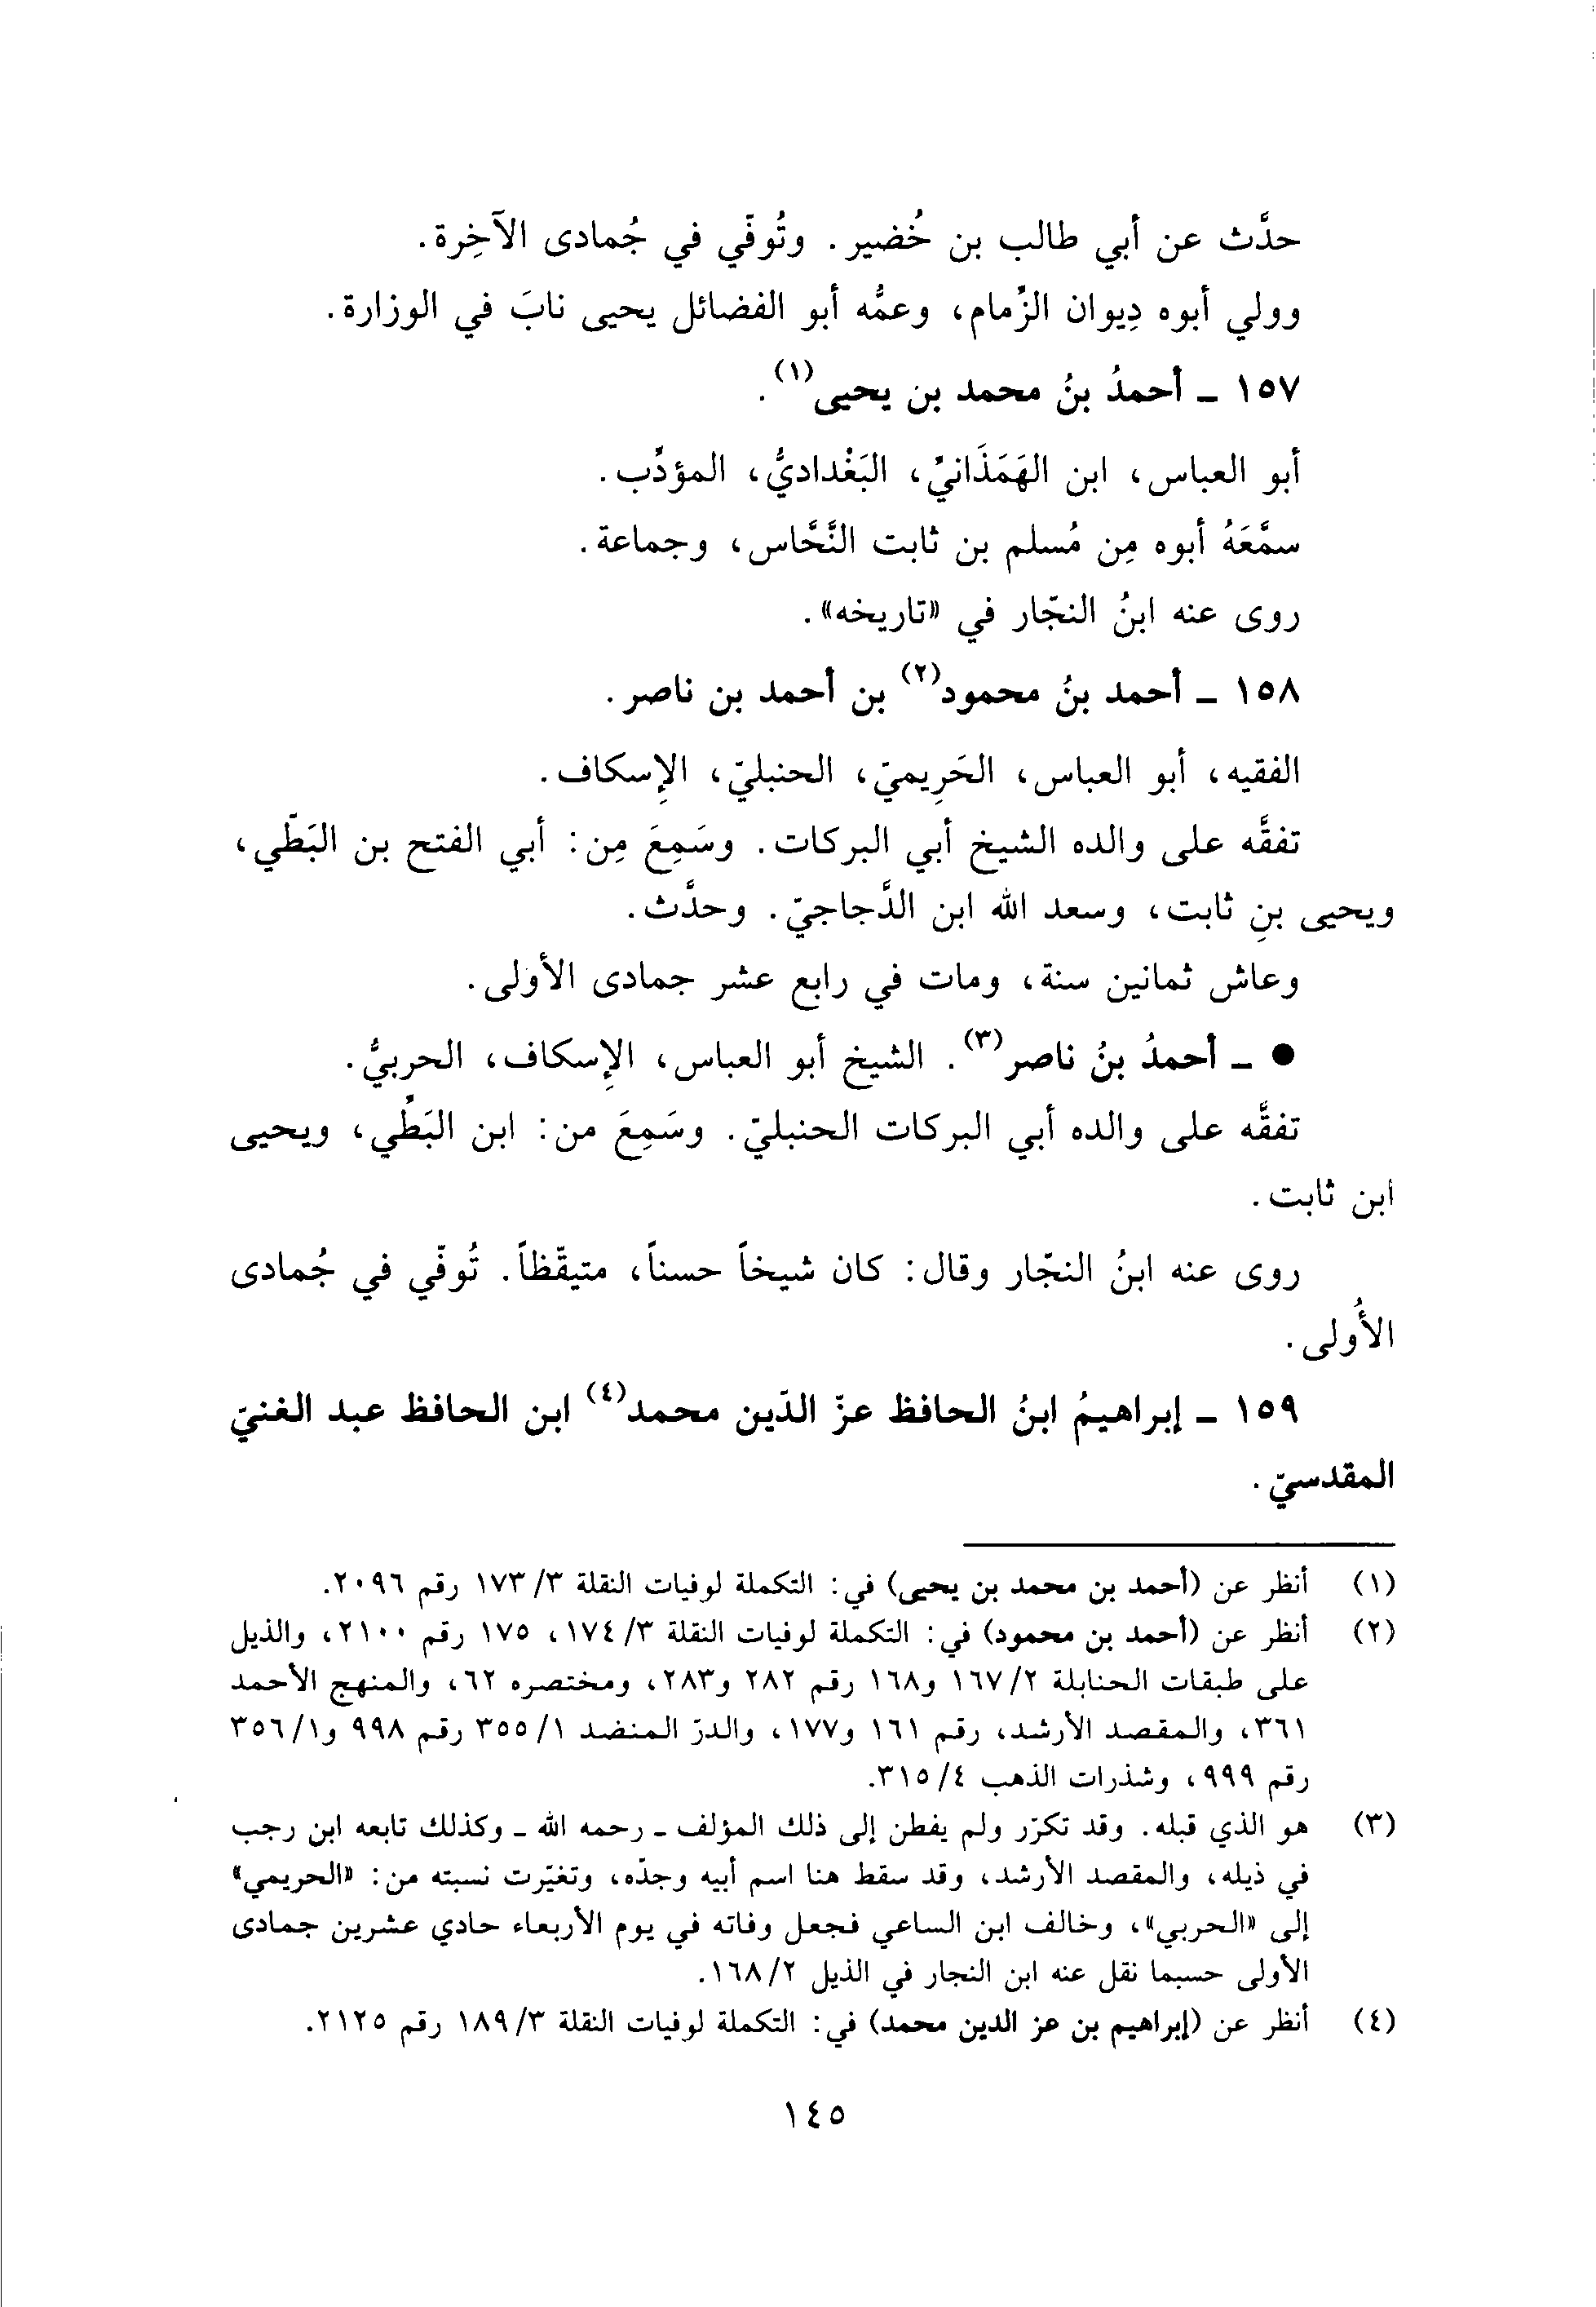 حدَّث عن أبي طالب بن خُضير. وتُوفّي في جُمادى الآخِرة.
وولي أبوه دِيوان الزِّمام، وعمُّه أبو الفضائل يحيى نابَ في الوزارة.
١٥٧ ـ أحمدُ بنُ محمد بن يحيى(١).
أبو العباس، ابن الهَمَذَانيِّ، البَغْداديُّ، المؤدِّب.
سمَّعَهُ أبوه مِن مُسلم بن ثابت النَّحَّاس، وجماعة.
روى عنه ابنُ النجّار في «تاريخه».
١٥٨ ـ أحمد بنُ محمود(٢) بن أحمد بن ناصر.
الفقيه، أبو العباس، الحَرِيميّ، الحنبليّ، الإسكاف.
تفقَّه على والده الشيخ أبي البركات. وسَمِعَ مِن: أبي الفتح بن البَطّي،
ويحيى بنِ ثابت، وسعد الله ابن الدَّجاجيّ. وحدَّث.
وعاش ثمانين سنة، ومات في رابع عشر جمادى الأولى.
● ـ أحمدُ بنُ ناصر(٣). الشيخ أبو العباس، الإسكاف، الحربيُّ.
تفقَّه على والده أبي البركات الحنبليّ. وسَمِعَ من: ابن البَطِّي، ويحيى
ابن ثابت.
روى عنه ابنُ النجّار وقال: كان شيخاً حسناً، متيقّظاً. تُوفّي في جُمادى
الأُولى.
١٥٩ ـ إبراهيمُ ابنُ الحافظ عزّ الدّين محمد(٤) ابن الحافظ عبد الغنيّ
المقدسيّ.
(١) أنظر عن (أحمد بن محمد بن يحيى) في: التكملة لوفيات النقلة ٣/ ١٧٣ رقم ٢٠٩٦.
(٢) أنظر عن (أحمد بن محمود) في: التكملة لوفيات النقلة ٣/ ١٧٤، ١٧٥ رقم ٢١٠٠، والذيل
على طبقات الحنابلة ٢/ ١٦٧ و١٦٨ رقم ٢٨٢ و٢٨٣، ومختصره ٦٢، والمنهج الأحمد
٣٦١، والمقصد الأرشد، رقم ١٦١ و١٧٧، والدرّ المنضد ١/ ٣٥٥ رقم ٩٩٨ و١/ ٣٥٦
رقم ٩٩٩، وشذرات الذهب ٤/ ٣١٥.
(٣) هو الذي قبله. وقد تكرّر ولم يفطن إلى ذلك المؤلف ـ رحمه الله ـ وكذلك تابعه ابن رجب
في ذيله، والمقصد الأرشد، وقد سقط هنا اسم أبيه وجدّه، وتغيّرت نسبته من: «الحريمي»
إلى «الحربي»، وخالف ابن الساعي فجعل وفاته في يوم الأربعاء حادي عشرين جمادى
الأولى حسبما نقل عنه ابن النجار في الذيل ٢/ ١٦٨.
(٤) أنظر عن (إبراهيم بن عز الدين محمد) في: التكملة لوفيات النقلة ٣/ ١٨٩ رقم ٢١٢٥.
١٤٥